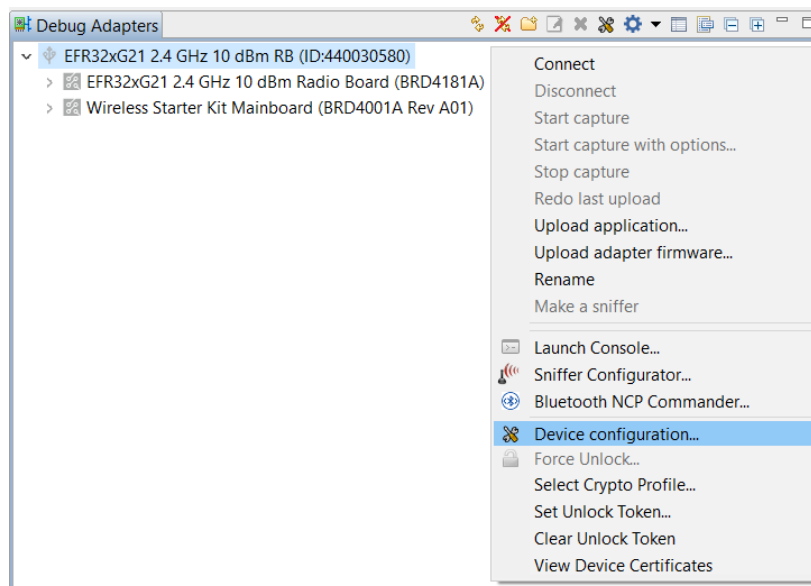 Debug Adapters
EFR32xG21 2.4 GHz 10 dBm RB (ID:440030580)
EFR32xG21 2.4 GHz 10 dBm Radio Board (BRD4181A)
Wireless Starter Kit Mainboard (BRD4001A Rev A01)
Connect
Disconnect
Start capture
Start capture with options...
Stop capture
Redo last upload
Upload application...
Upload adapter firmware...
Rename
Make a sniffer
Launch Console...
Sniffer Configurator...
Bluetooth NCP Commander...
Device configuration...
Force Unlock...
Select Crypto Profile...
Set Unlock Token...
Clear Unlock Token
View Device Certificates